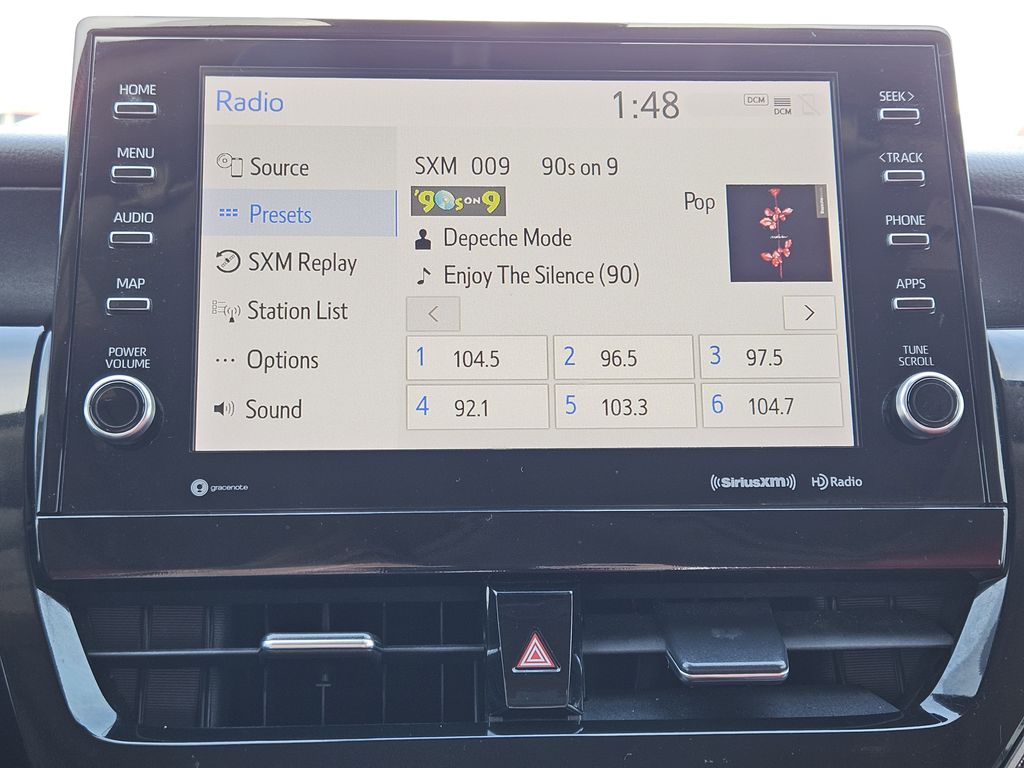 HOME
MENU
AUDIO
MAP
POWER
VOLUME
Radio
1:48
DCM
DCM
Source
Presets
SXM Replay
Station List
Options
Sound
SXM 009 90s on 9
'90s ON 9
Pop
Depeche Mode
Enjoy The Silence (90)
<
>
1 104.5
2 96.5
3 97.5
4 92.1
5 103.3
6 104.7
SEEK >
< TRACK
PHONE
APPS
TUNE
SCROLL
gracenote
((SiriusXM))
HD Radio